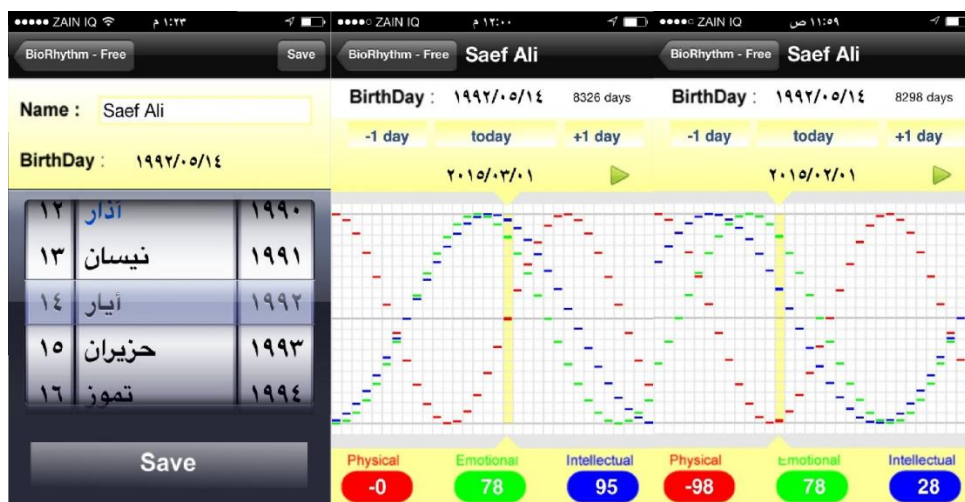 ZAIN IQ ١:٢٣ م
BioRhythm - Free Save
Name : Saef Ali
BirthDay : ١٩٩٢/٠٥/١٤
١٢ آذار ١٩٩٠
١٣ نيسان ١٩٩١
١٤ أيار ١٩٩٢
١٥ حزيران ١٩٩٣
١٦ تموز ١٩٩٤
Save
ZAIN IQ ١٢:٠٠ م
BioRhythm - Free Saef Ali
BirthDay : ١٩٩٢/٠٥/١٤ 8326 days
-1 day today +1 day
٢٠١٥/٠٣/٠١
Physical Emotional Intellectual
-0 78 95
ZAIN IQ ١١:٥٩ ص
BioRhythm - Free Saef Ali
BirthDay : ١٩٩٢/٠٥/١٤ 8298 days
-1 day today +1 day
٢٠١٥/٠٢/٠١
Physical Emotional Intellectual
-98 78 28